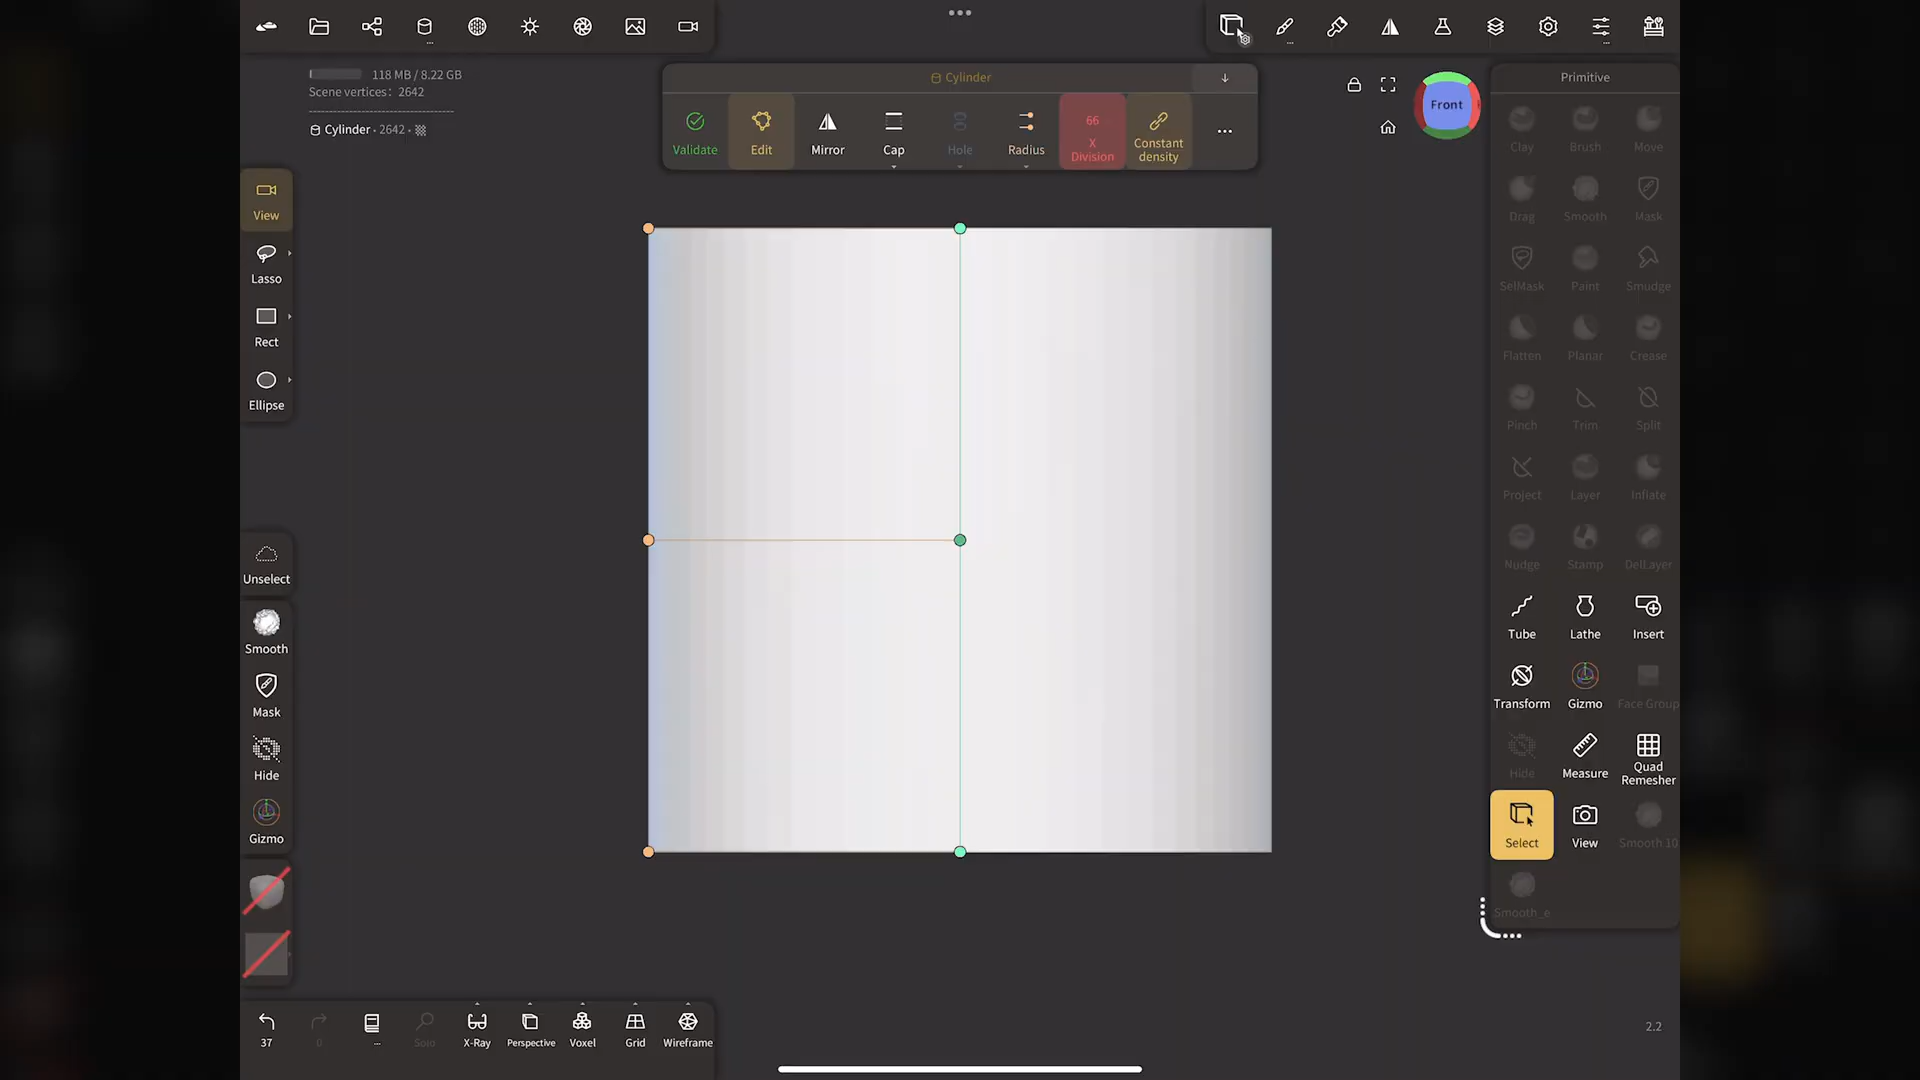 118 MB / 8.22 GB
Scene vertices: 2642
Cylinder • 2642 •
Cylinder
Validate
Edit
Mirror
Cap
Hole
Radius
66
X
Division
Constant
density
Front
Primitive
View
Lasso
Rect
Ellipse
Unselect
Smooth
Mask
Hide
Gizmo
Clay
Brush
Move
Drag
Smooth
Mask
SelMask
Paint
Smudge
Flatten
Planar
Crease
Pinch
Trim
Split
Project
Layer
Inflate
Nudge
Stamp
DelLayer
Tube
Lathe
Insert
Transform
Gizmo
Face Group
Hide
Measure
Quad
Remesher
Select
View
Smooth 10
Smooth_e
37
0
...
Solo
X-Ray
Perspective
Voxel
Grid
Wireframe
2.2